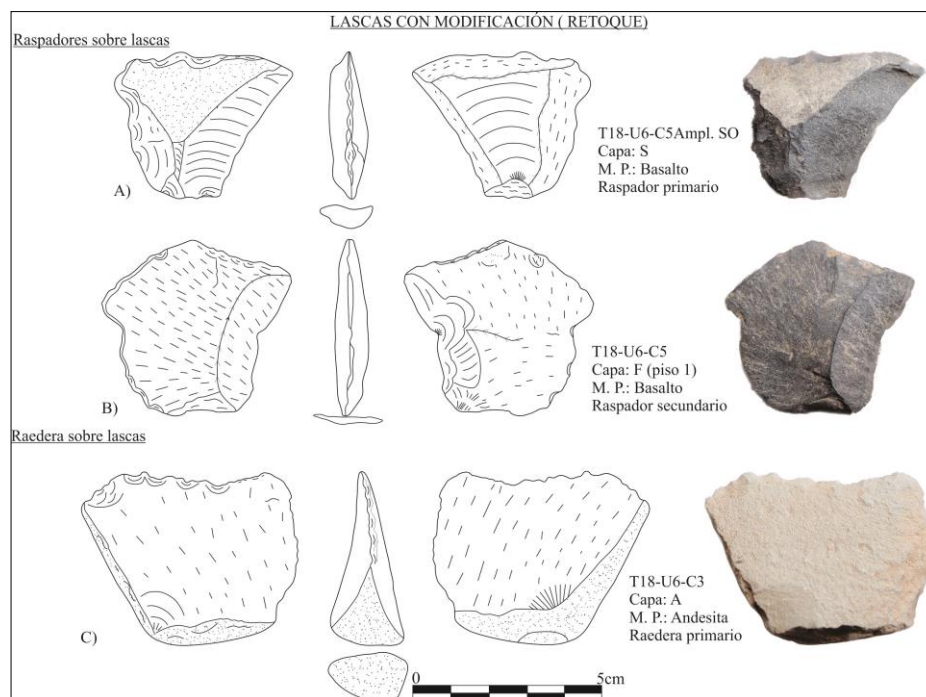 LASCAS CON MODIFICACIÓN ( RETOQUE)
Raspadores sobre lascas
A)
T18-U6-C5Ampl. SO
Capa: S
M. P.: Basalto
Raspador primario
B)
T18-U6-C5
Capa: F (piso 1)
M. P.: Basalto
Raspador secundario
Raedera sobre lascas
C)
T18-U6-C3
Capa: A
M. P.: Andesita
Raedera primario
0 5cm